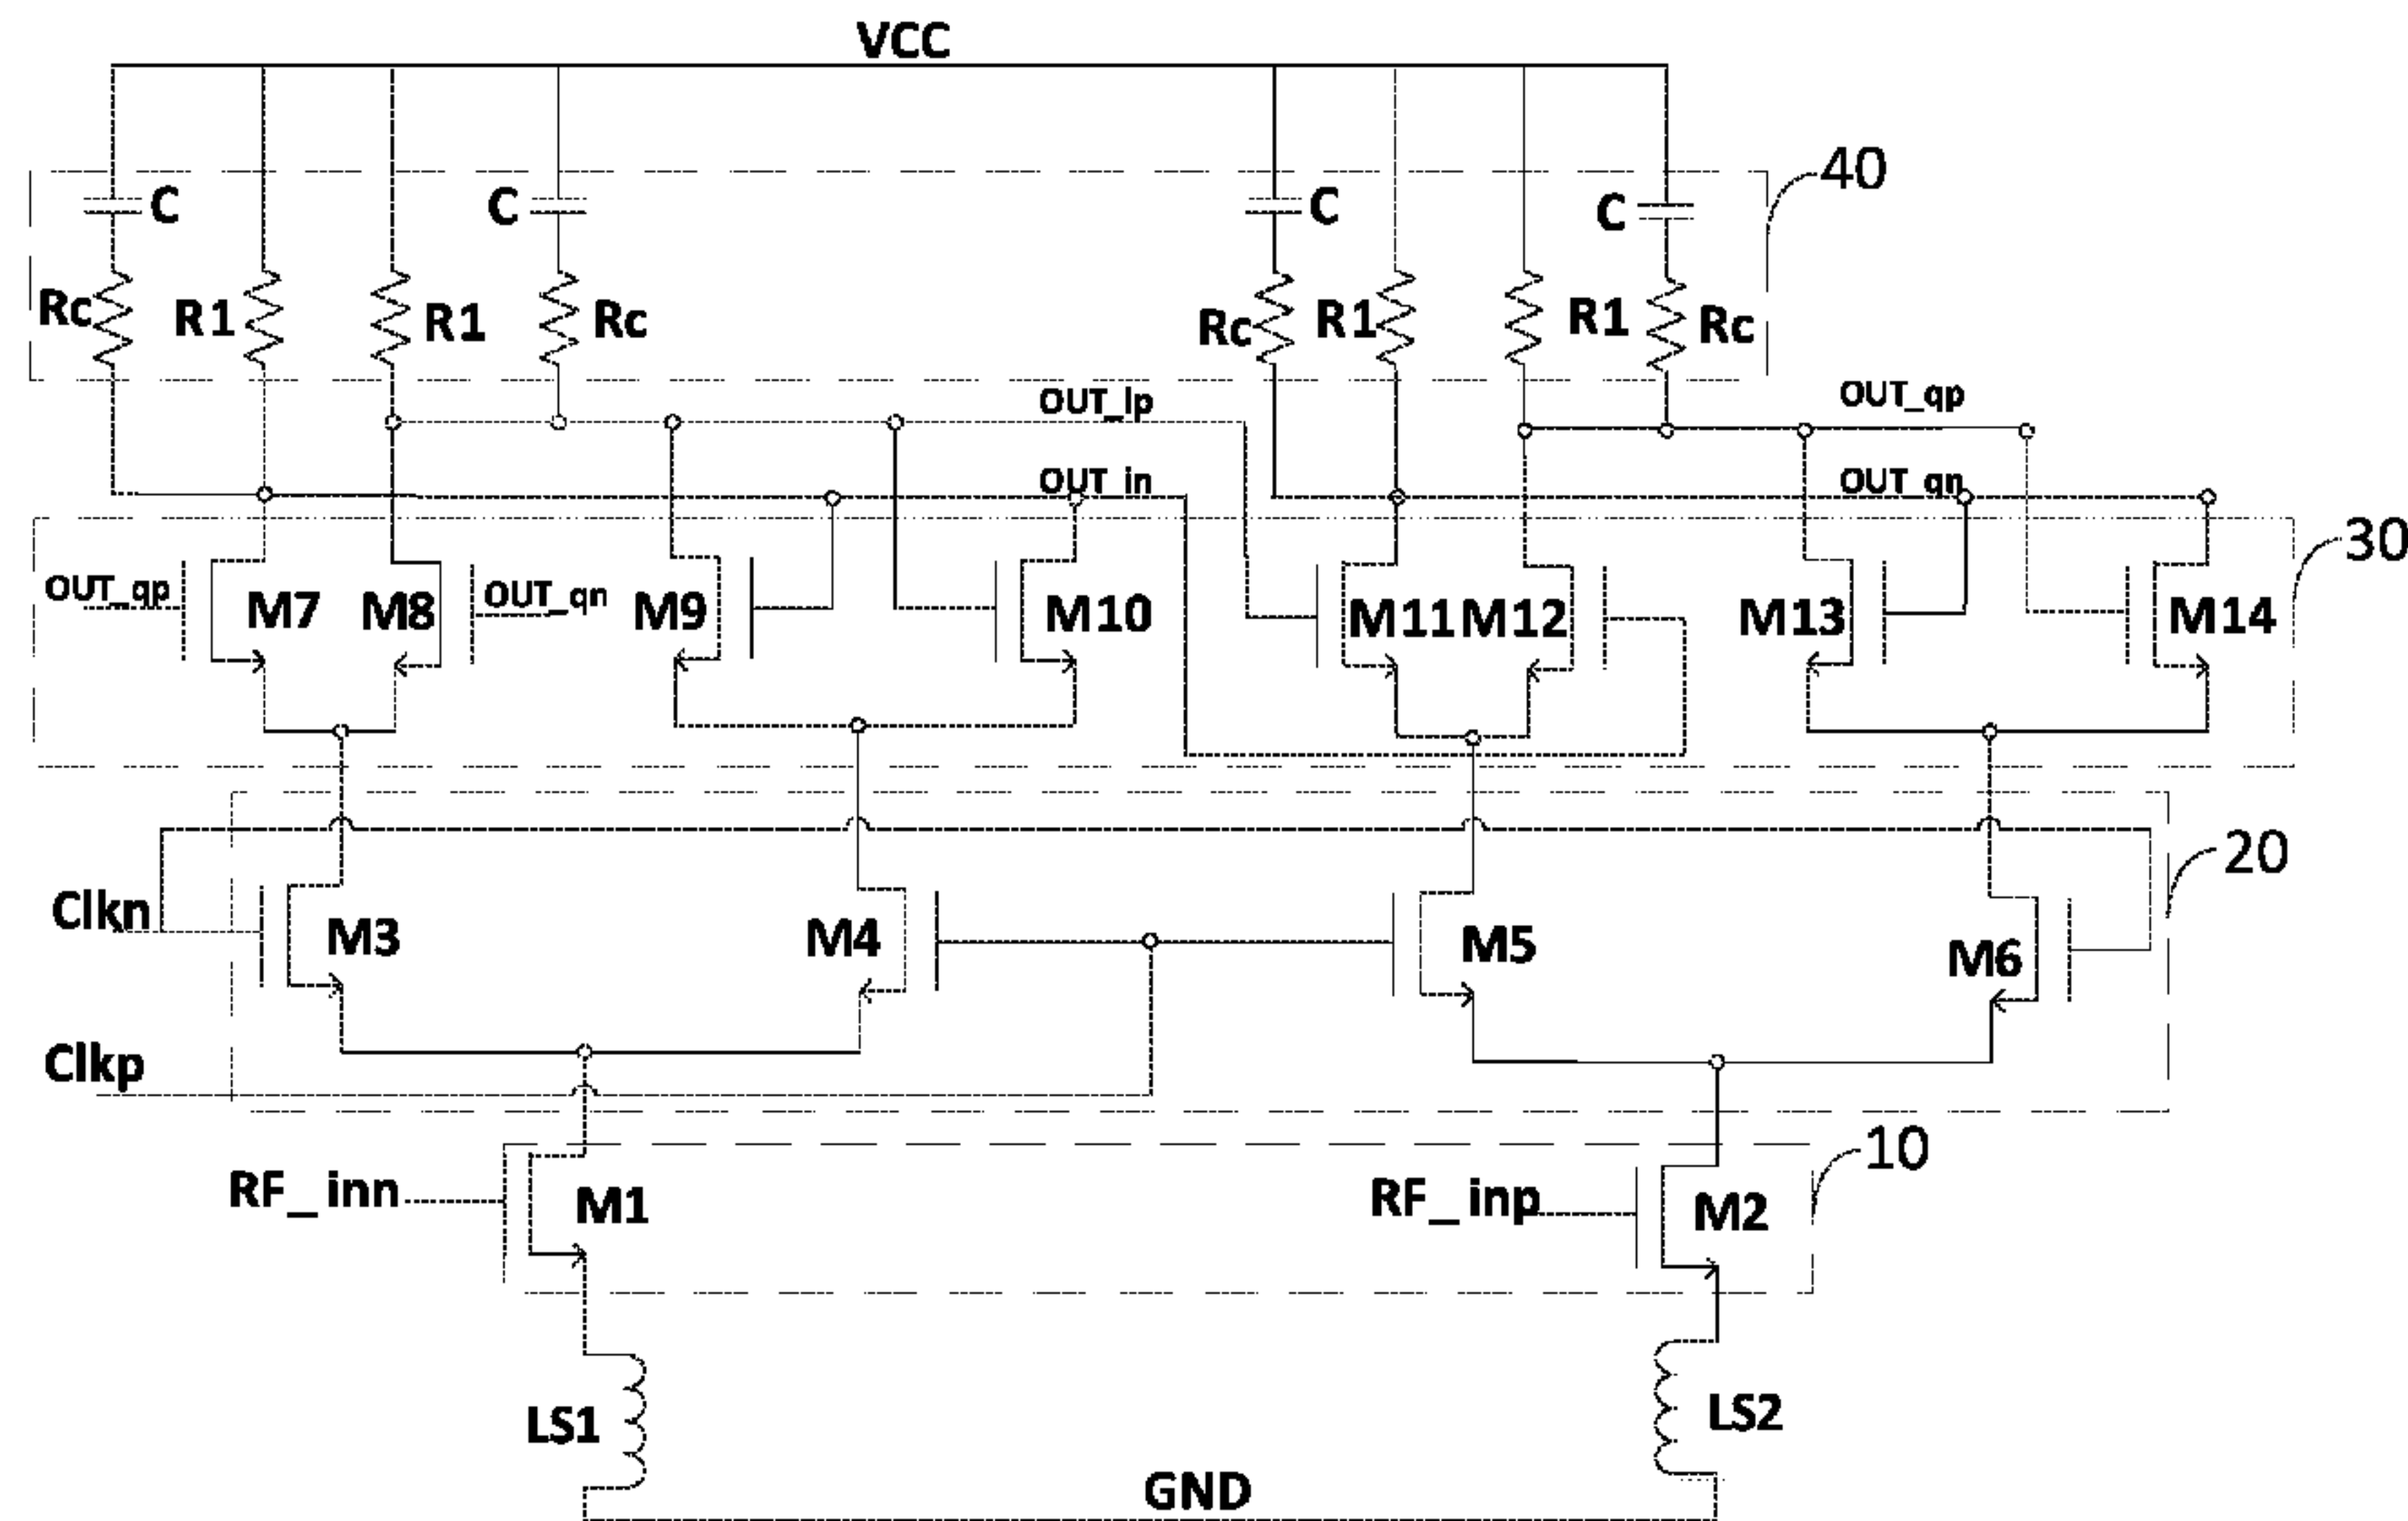 VCC
40
C
C
C
C
Rc
R1
R1
Rc
Rc
R1
R1
Rc
OUT_Ip
OUT_qp
OUT_in
OUT_qn
30
OUT_qp
M7
M8
OUT_qn
M9
M10
M11
M12
M13
M14
20
Clkn
M3
M4
M5
M6
Clkp
10
RF_inn
M1
RF_inp
M2
LS1
LS2
GND